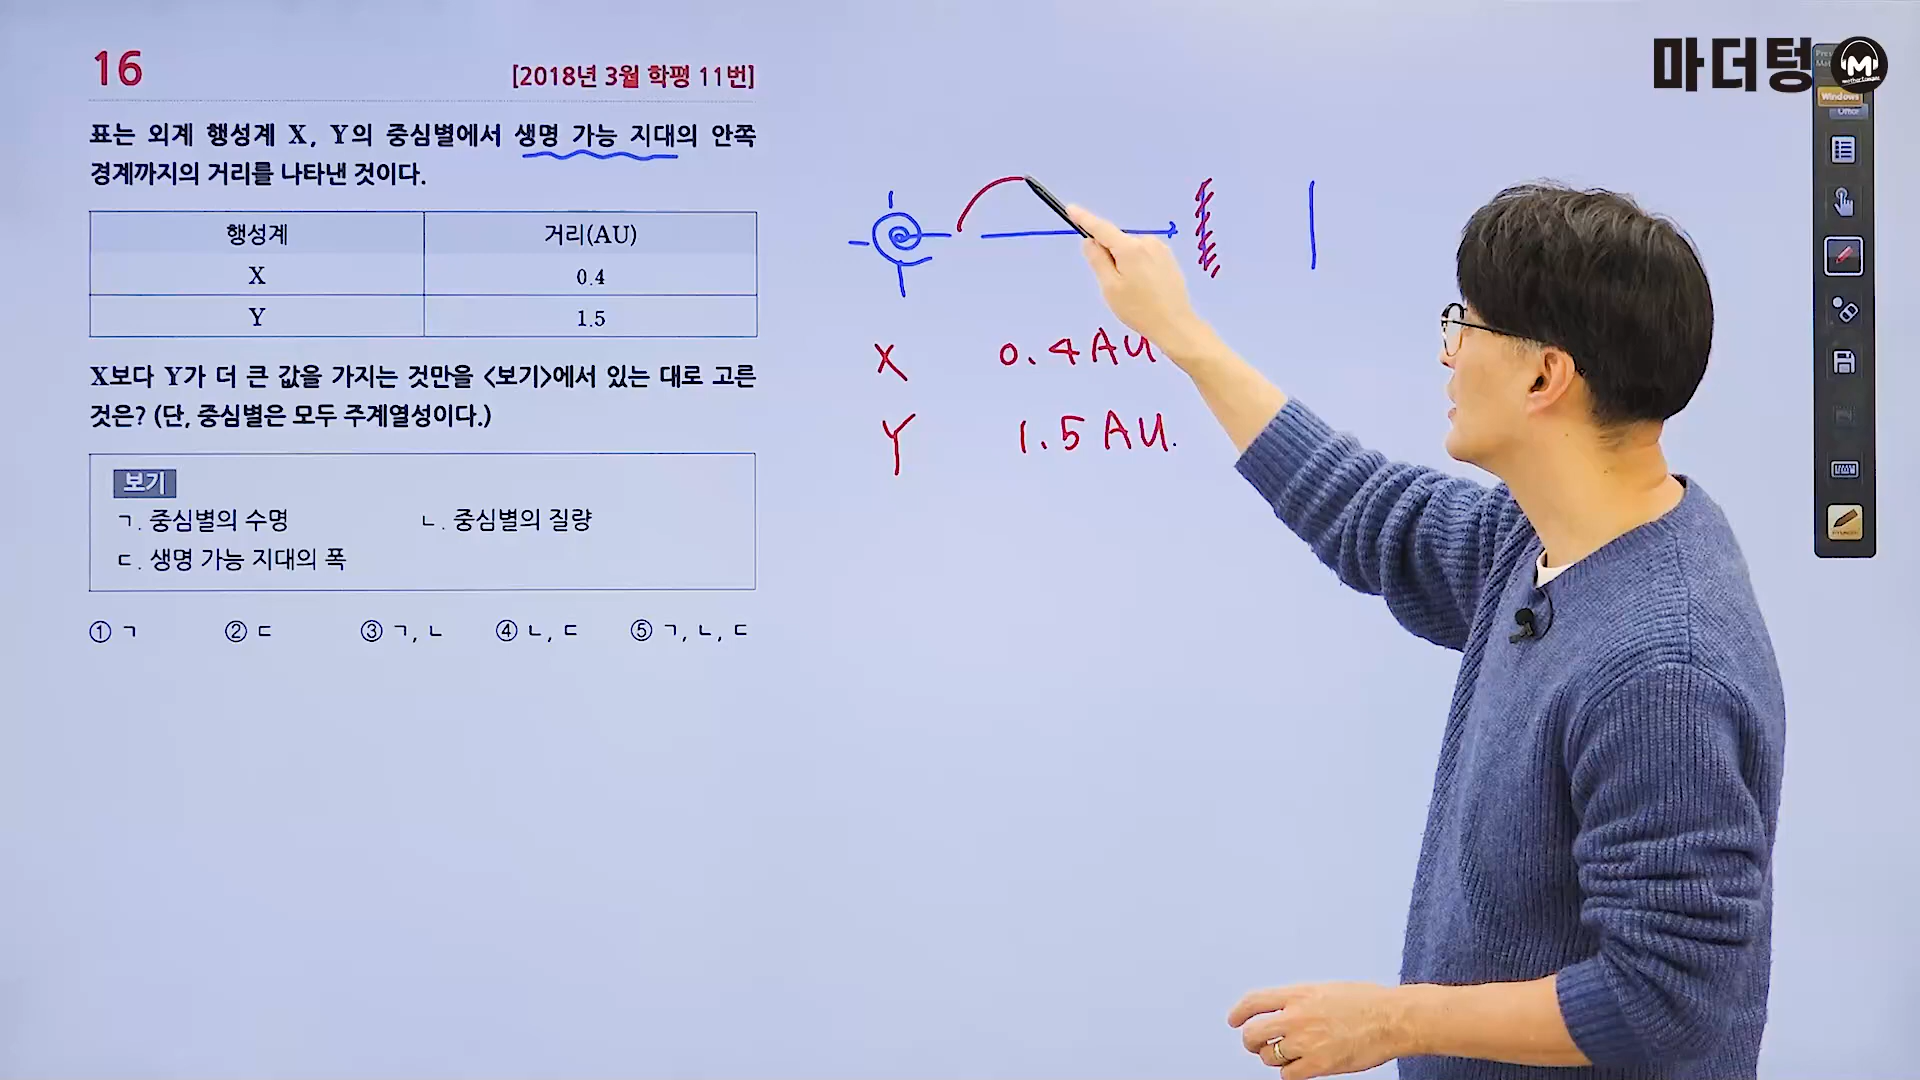 16
[2018년 3월 학평 11번]
표는 외계 행성계 X, Y의 중심별에서 생명 가능 지대의 안쪽
경계까지의 거리를 나타낸 것이다.
행성계 거리(AU)
X 0.4
Y 1.5
X보다 Y가 더 큰 값을 가지는 것만을 <보기>에서 있는 대로 고른
것은? (단, 중심별은 모두 주계열성이다.)
보기
ㄱ. 중심별의 수명 ㄴ. 중심별의 질량
ㄷ. 생명 가능 지대의 폭
① ㄱ ② ㄷ ③ ㄱ, ㄴ ④ ㄴ, ㄷ ⑤ ㄱ, ㄴ, ㄷ
X 0.4 AU.
Y 1.5 AU.
마더텅
M
Windows
Office